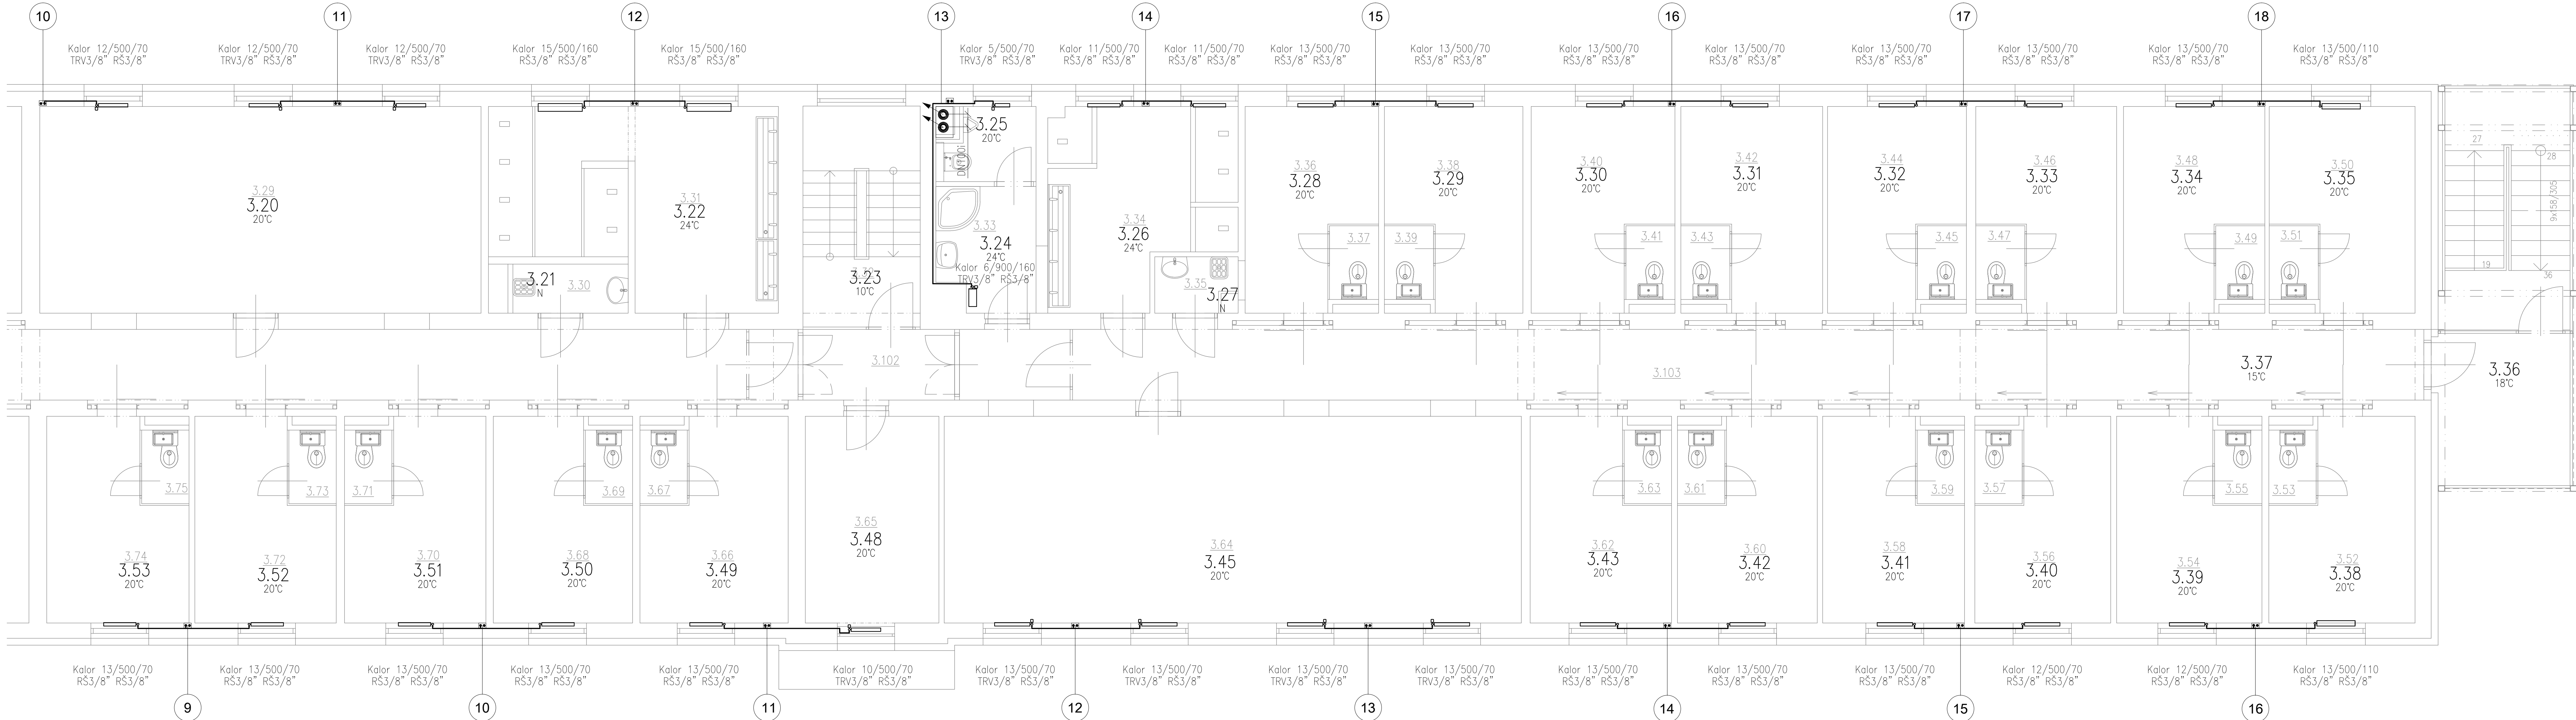 10
11
12
13
14
15
16
17
18
Kalor 12/500/70
TRV3/8" RŠ3/8"
Kalor 12/500/70
TRV3/8" RŠ3/8"
Kalor 12/500/70
TRV3/8" RŠ3/8"
Kalor 15/500/160
RŠ3/8" RŠ3/8"
Kalor 15/500/160
RŠ3/8" RŠ3/8"
Kalor 5/500/70
TRV3/8" RŠ3/8"
Kalor 11/500/70
RŠ3/8" RŠ3/8"
Kalor 11/500/70
RŠ3/8" RŠ3/8"
Kalor 13/500/70
RŠ3/8" RŠ3/8"
Kalor 13/500/70
RŠ3/8" RŠ3/8"
Kalor 13/500/70
RŠ3/8" RŠ3/8"
Kalor 13/500/70
RŠ3/8" RŠ3/8"
Kalor 13/500/70
RŠ3/8" RŠ3/8"
Kalor 13/500/70
RŠ3/8" RŠ3/8"
Kalor 13/500/70
RŠ3/8" RŠ3/8"
Kalor 13/500/110
RŠ3/8" RŠ3/8"
3.29
3.20
20°C
3.21
N
3.30
3.31
3.22
24°C
3.23
10°C
DN100i
3.25
20°C
3.33
3.24
24°C
Kalor 6/900/160
TRV3/8" RŠ3/8"
3.34
3.26
24°C
3.35
3.27
N
3.36
3.28
20°C
3.37
3.38
3.29
20°C
3.39
3.40
3.30
20°C
3.41
3.42
3.31
20°C
3.43
3.44
3.32
20°C
3.45
3.46
3.33
20°C
3.47
3.48
3.34
20°C
3.49
3.50
3.35
20°C
3.51
27
28
9x158/305
19
36
3.102
3.103
3.37
15°C
3.36
18°C
3.75
3.74
3.53
20°C
3.73
3.72
3.52
20°C
3.71
3.70
3.51
20°C
3.69
3.68
3.50
20°C
3.67
3.66
3.49
20°C
3.65
3.48
20°C
3.64
3.45
20°C
3.63
3.62
3.43
20°C
3.61
3.60
3.42
20°C
3.59
3.58
3.41
20°C
3.57
3.56
3.40
20°C
3.55
3.54
3.39
20°C
3.53
3.52
3.38
20°C
Kalor 13/500/70
RŠ3/8" RŠ3/8"
Kalor 13/500/70
RŠ3/8" RŠ3/8"
Kalor 13/500/70
RŠ3/8" RŠ3/8"
Kalor 13/500/70
RŠ3/8" RŠ3/8"
Kalor 13/500/70
RŠ3/8" RŠ3/8"
Kalor 10/500/70
TRV3/8" RŠ3/8"
Kalor 13/500/70
TRV3/8" RŠ3/8"
Kalor 13/500/70
TRV3/8" RŠ3/8"
Kalor 13/500/70
TRV3/8" RŠ3/8"
Kalor 13/500/70
TRV3/8" RŠ3/8"
Kalor 13/500/70
RŠ3/8" RŠ3/8"
Kalor 13/500/70
RŠ3/8" RŠ3/8"
Kalor 13/500/70
RŠ3/8" RŠ3/8"
Kalor 12/500/70
RŠ3/8" RŠ3/8"
Kalor 12/500/70
RŠ3/8" RŠ3/8"
Kalor 13/500/110
RŠ3/8" RŠ3/8"
9
10
11
12
13
14
15
16